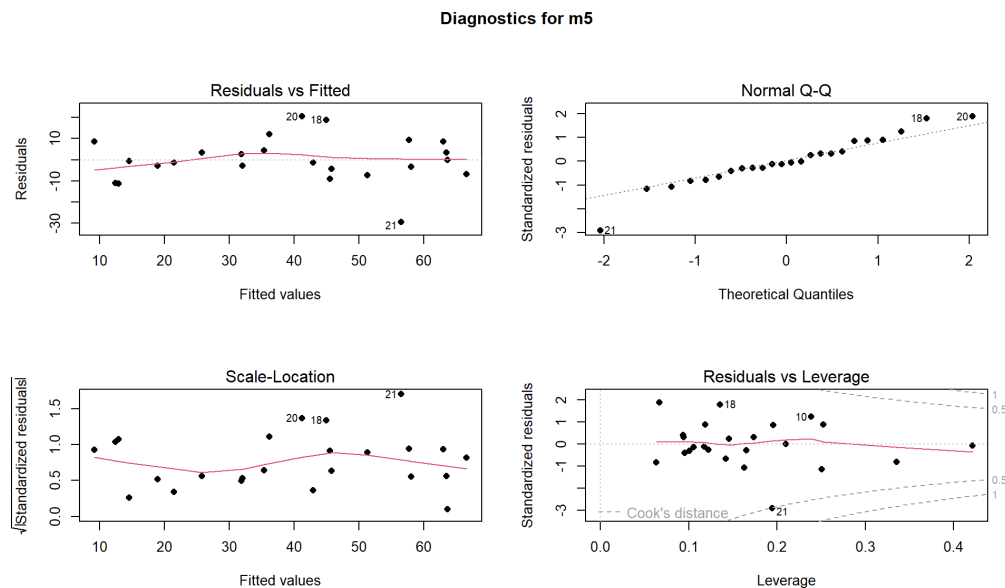 Diagnostics for m5
Residuals vs Fitted
Residuals
10
-10
-30
20
18
21
10 20 30 40 50 60
Fitted values
Normal Q-Q
Standardized residuals
2
1
0
-1
-3
18
20
21
-2 -1 0 1 2
Theoretical Quantiles
Scale-Location
√|Standardized residuals|
1.5
1.0
0.5
0.0
21
20
18
10 20 30 40 50 60
Fitted values
Residuals vs Leverage
Standardized residuals
2
1
0
-1
-3
18
10
21
1
0.5
0.5
1
Cook's distance
0.0 0.1 0.2 0.3 0.4
Leverage